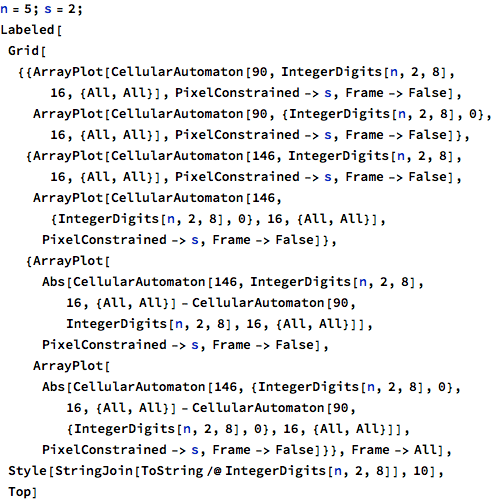 n = 5; s = 2;
Labeled[
Grid[
{{ArrayPlot[CellularAutomaton[90, IntegerDigits[n, 2, 8],
16, {All, All}], PixelConstrained -> s, Frame -> False],
ArrayPlot[CellularAutomaton[90, {IntegerDigits[n, 2, 8], 0},
16, {All, All}], PixelConstrained -> s, Frame -> False]},
{ArrayPlot[CellularAutomaton[146, IntegerDigits[n, 2, 8],
16, {All, All}], PixelConstrained -> s, Frame -> False],
ArrayPlot[CellularAutomaton[146,
{IntegerDigits[n, 2, 8], 0}, 16, {All, All}],
PixelConstrained -> s, Frame -> False]},
{ArrayPlot[
Abs[CellularAutomaton[146, IntegerDigits[n, 2, 8],
16, {All, All}] - CellularAutomaton[90,
IntegerDigits[n, 2, 8], 16, {All, All}]],
PixelConstrained -> s, Frame -> False],
ArrayPlot[
Abs[CellularAutomaton[146, {IntegerDigits[n, 2, 8], 0},
16, {All, All}] - CellularAutomaton[90,
{IntegerDigits[n, 2, 8], 0}, 16, {All, All}]],
PixelConstrained -> s, Frame -> False]}}, Frame -> All],
Style[StringJoin[ToString /@ IntegerDigits[n, 2, 8]], 10],
Top]